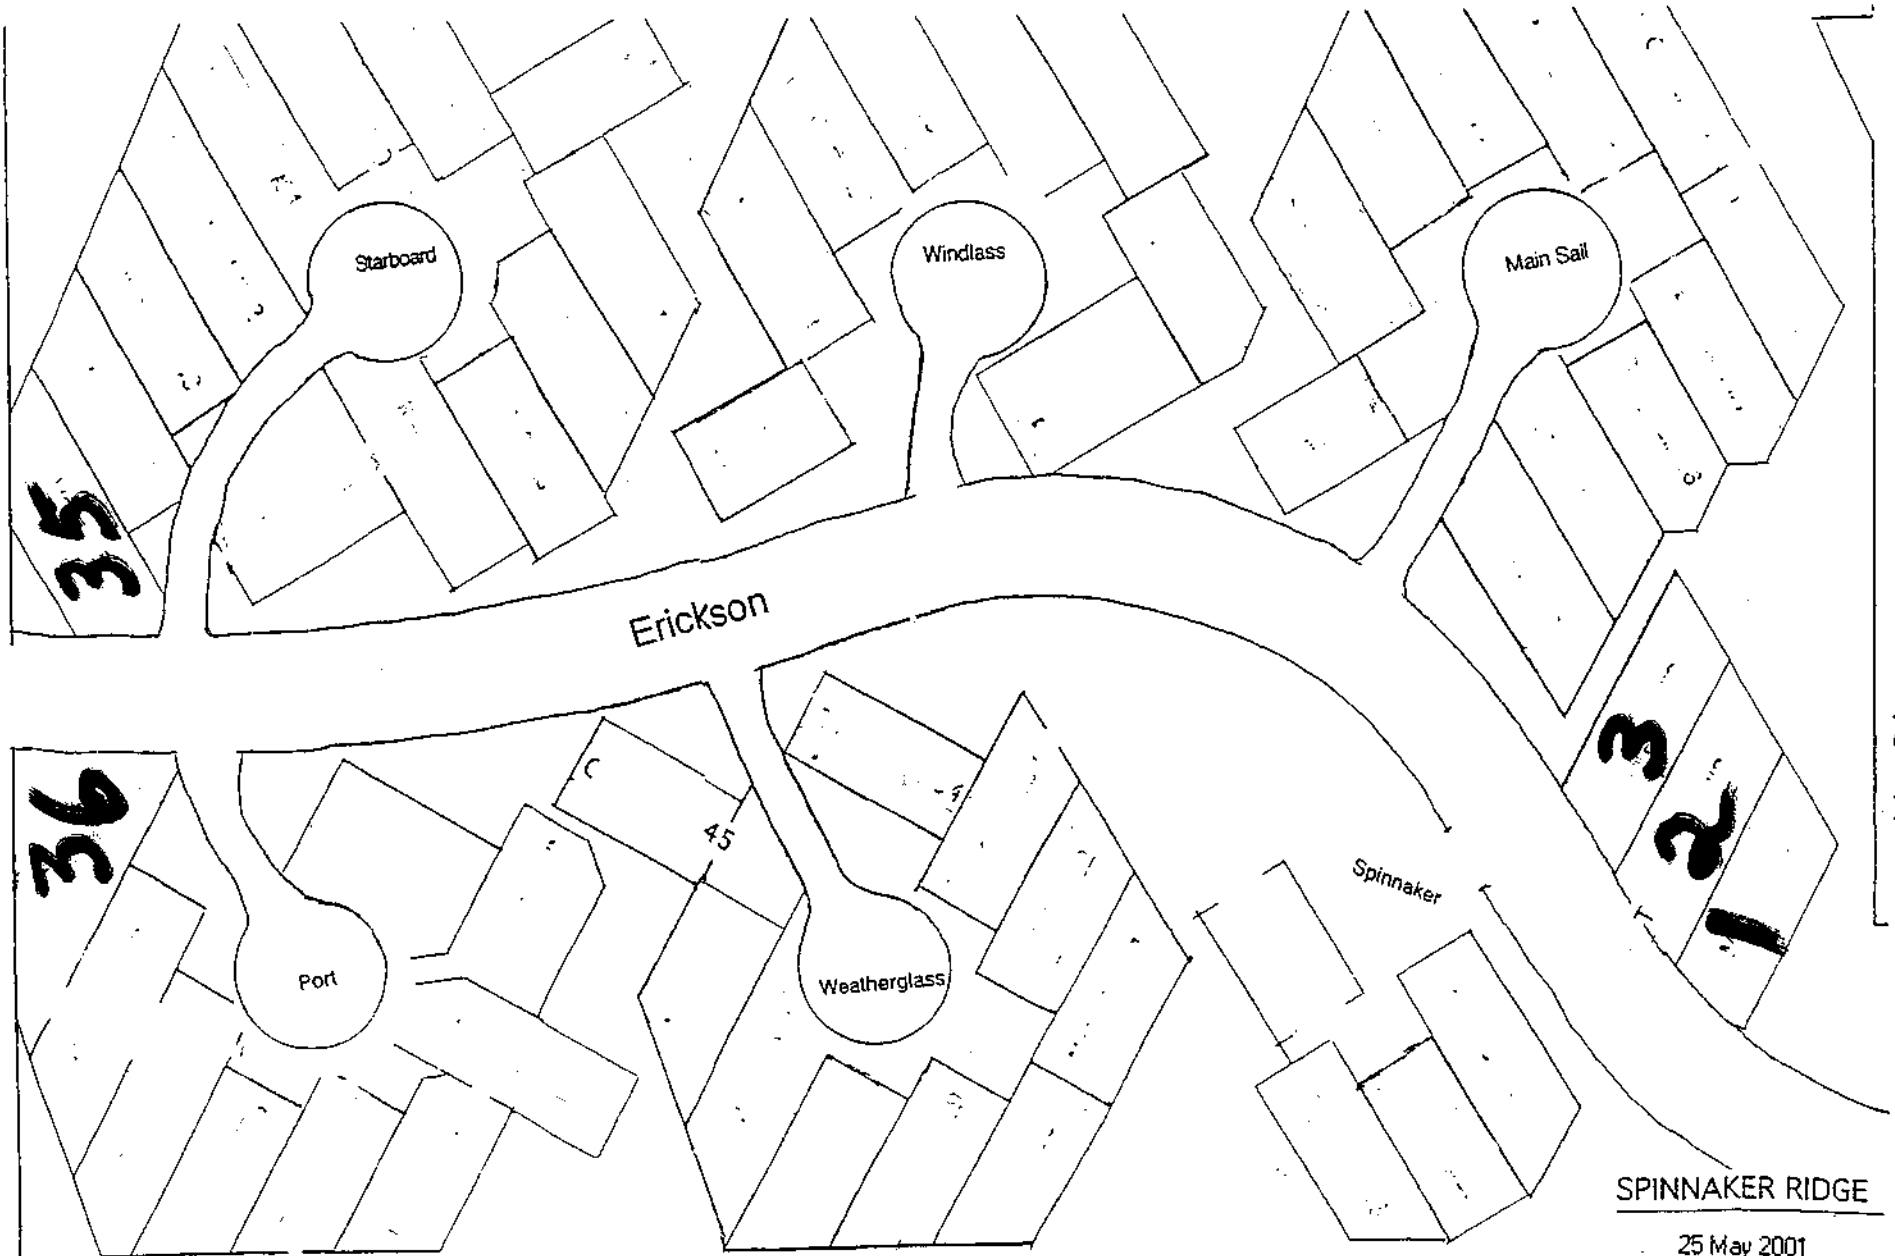 Starboard
Windlass
Main Sail
35
Erickson
3
36
2
45
Spinnaker
1
Port
Weatherglass
SPINNAKER RIDGE
25 May 2001